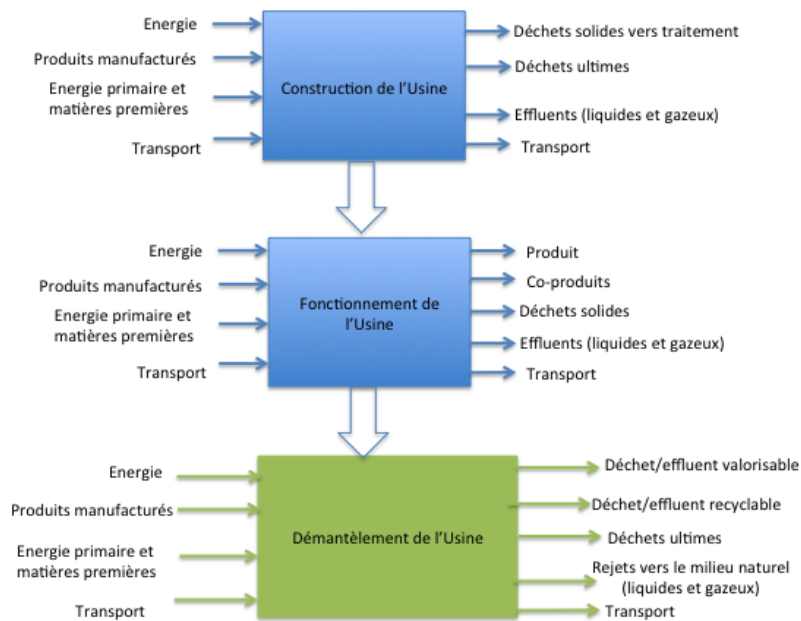 Energie
Produits manufacturés
Energie primaire et
matières premières
Transport
Construction de l'Usine
Déchets solides vers traitement
Déchets ultimes
Effluents (liquides et gazeux)
Transport
Energie
Produits manufacturés
Energie primaire et
matières premières
Transport
Fonctionnement de
l'Usine
Produit
Co-produits
Déchets solides
Effluents (liquides et gazeux)
Transport
Energie
Produits manufacturés
Energie primaire et
matières premières
Transport
Démantèlement de l'Usine
Déchet/effluent valorisable
Déchet/effluent recyclable
Déchets ultimes
Rejets vers le milieu naturel
(liquides et gazeux)
Transport